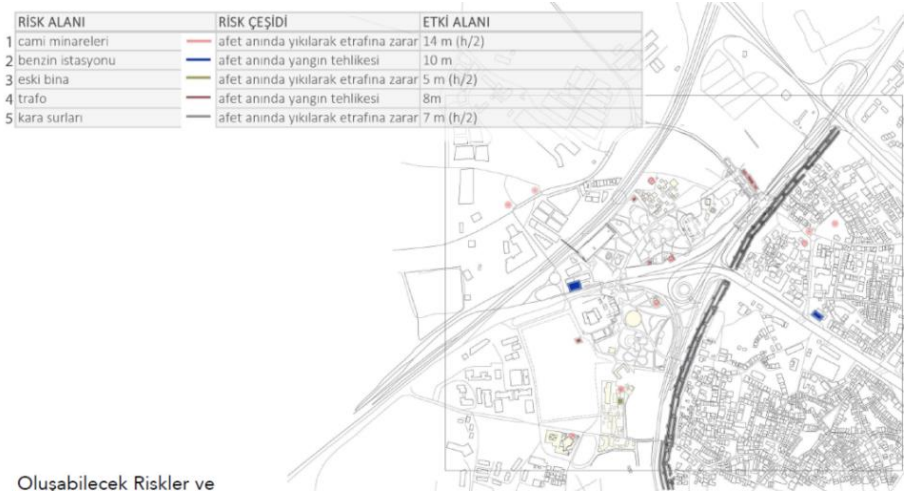 RİSK ALANI RİSK ÇEŞİDİ ETKİ ALANI
1 cami minareleri afet anında yıkılarak etrafına zarar 14 m (h/2)
2 benzin istasyonu afet anında yangın tehlikesi 10 m
3 eski bina afet anında yıkılarak etrafına zarar 5 m (h/2)
4 trafo afet anında yangın tehlikesi 8m
5 kara surları afet anında yıkılarak etrafına zarar 7 m (h/2)
Oluşabilecek Riskler ve